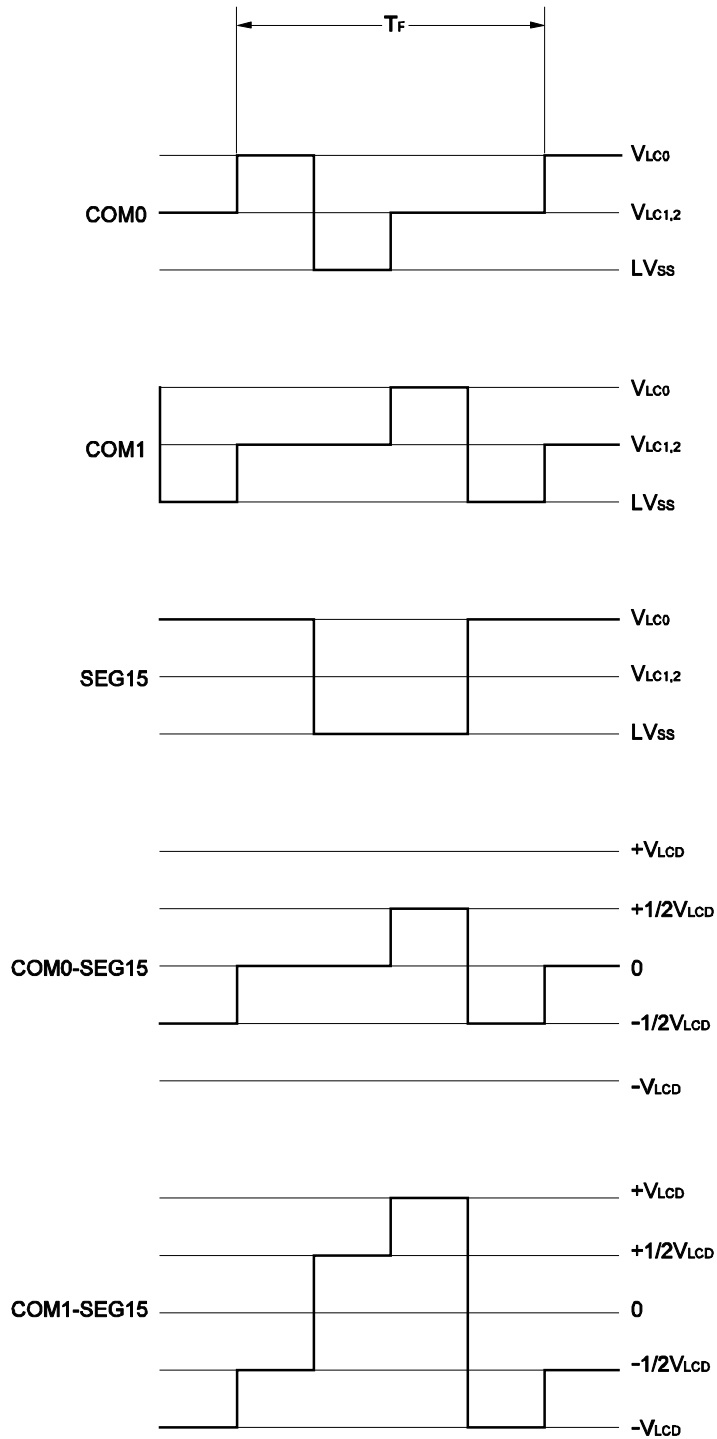 TF
VLC0
COM0
VLC1,2
LVSS
VLC0
COM1
VLC1,2
LVSS
VLC0
SEG15
VLC1,2
LVSS
+VLCD
+1/2VLCD
COM0-SEG15
0
-1/2VLCD
-VLCD
+VLCD
+1/2VLCD
COM1-SEG15
0
-1/2VLCD
-VLCD